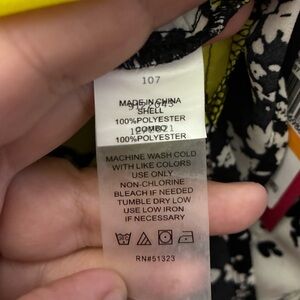 107
MADE IN CHINA
SHELL
100%POLYESTER
COMBO
100%POLYESTER
MACHINE WASH COLD
WITH LIKE COLORS
USE ONLY
NON-CHLORINE
BLEACH IF NEEDED
TUMBLE DRY LOW
USE LOW IRON
IF NECESSARY
RN#51323